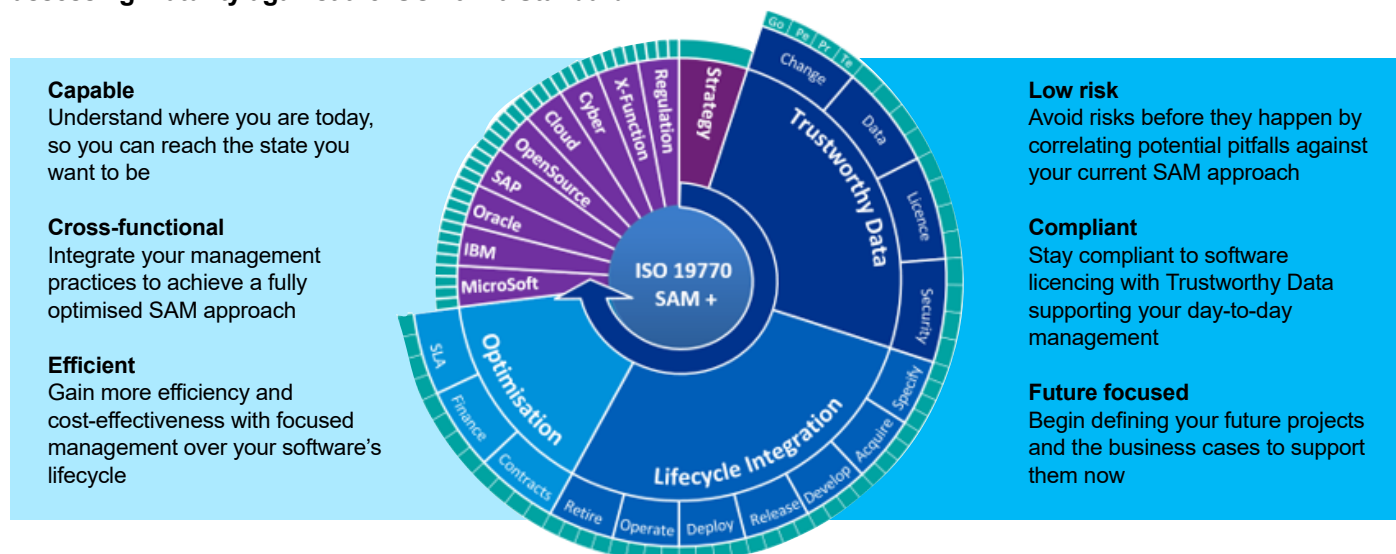 Capable
Understand where you are today,
so you can reach the state you
want to be
Cross-functional
Integrate your management
practices to achieve a fully
optimised SAM approach
Efficient
Gain more efficiency and
cost-effectiveness with focused
management over your software's
lifecycle
Strategy
Regulation
X-Function
Cyber
Cloud
OpenSource
SAP
Oracle
IBM
MicroSoft
ISO 19770
SAM +
Go
Pe
Pr
Te
Trustworthy Data
Change
Data
Licence
Security
Lifecycle Integration
Specify
Acquire
Develop
Release
Deploy
Operate
Retire
Optimisation
Contracts
Finance
SLA
Low risk
Avoid risks before they happen by
correlating potential pitfalls against
your current SAM approach
Compliant
Stay compliant to software
licencing with Trustworthy Data
supporting your day-to-day
management
Future focused
Begin defining your future projects
and the business cases to support
them now